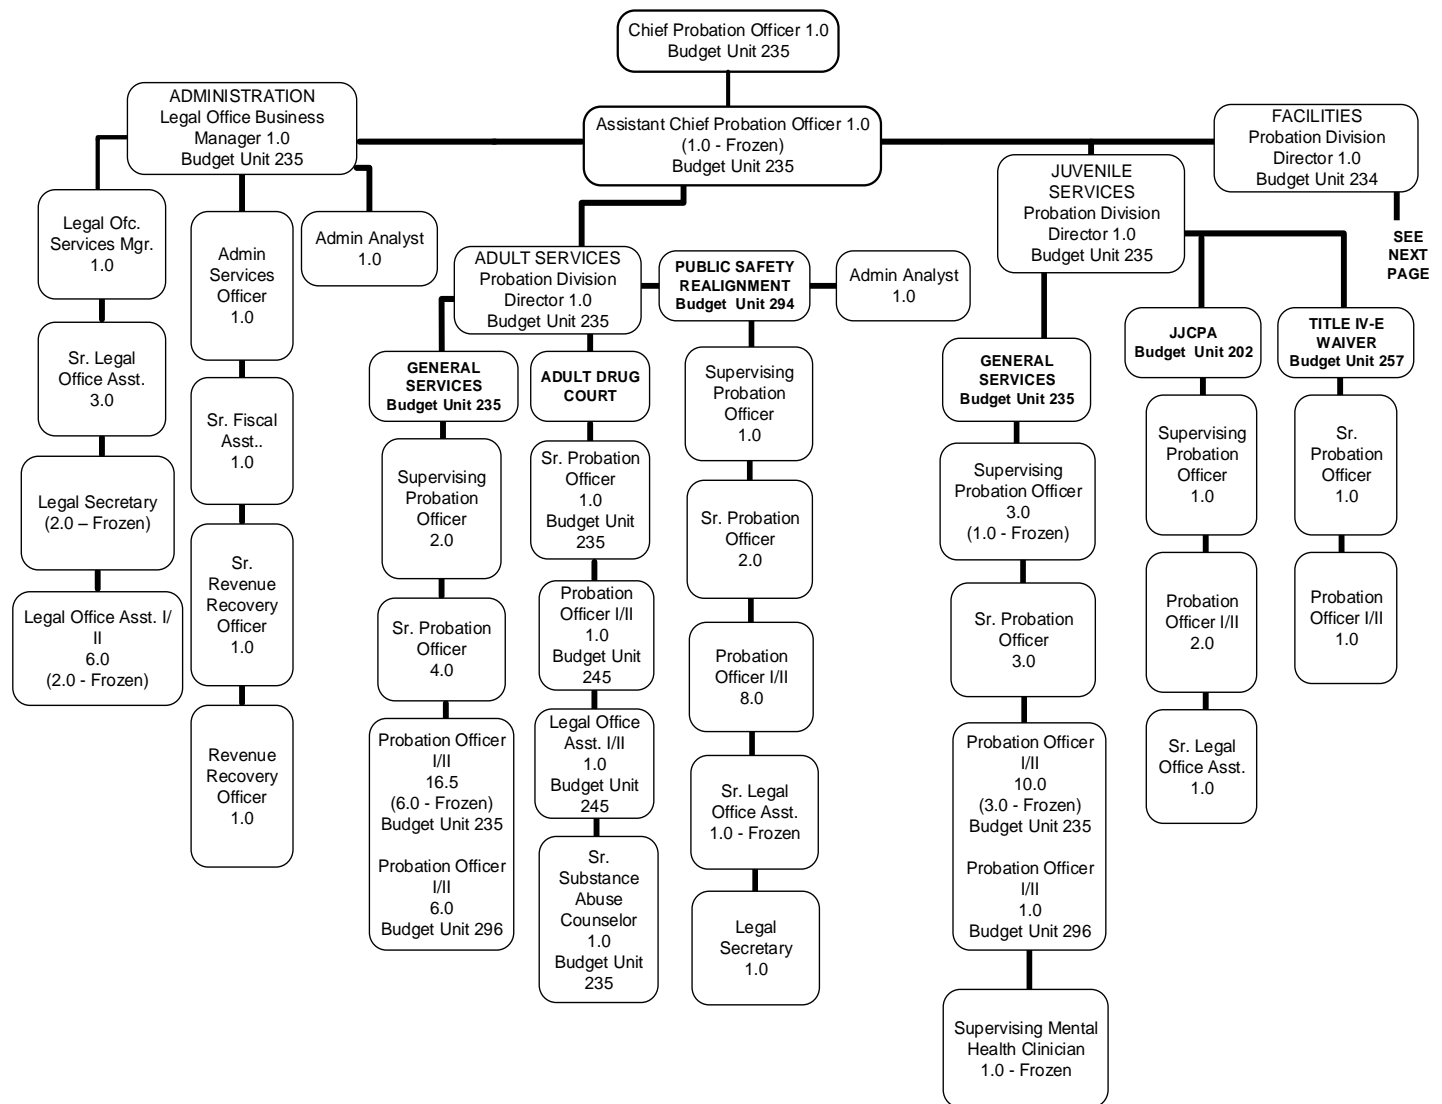 Chief Probation Officer 1.0
Budget Unit 235
ADMINISTRATION
Legal Office Business
Manager 1.0
Budget Unit 235
Assistant Chief Probation Officer 1.0
(1.0 - Frozen)
Budget Unit 235
FACILITIES
Probation Division
Director 1.0
Budget Unit 234
SEE
NEXT
PAGE
JUVENILE
SERVICES
Probation Division
Director 1.0
Budget Unit 235
Legal Ofc.
Services Mgr.
1.0
Admin
Services
Officer
1.0
Admin Analyst
1.0
ADULT SERVICES
Probation Division
Director 1.0
Budget Unit 235
PUBLIC SAFETY
REALIGNMENT
Budget Unit 294
Admin Analyst
1.0
Sr. Legal
Office Asst.
3.0
Legal Secretary
(2.0 – Frozen)
Legal Office Asst. I/
II
6.0
(2.0 - Frozen)
Sr. Fiscal
Asst..
1.0
Sr.
Revenue
Recovery
Officer
1.0
Revenue
Recovery
Officer
1.0
GENERAL
SERVICES
Budget Unit 235
Supervising
Probation
Officer
2.0
Sr. Probation
Officer
4.0
Probation Officer
I/II
16.5
(6.0 - Frozen)
Budget Unit 235
Probation Officer
I/II
6.0
Budget Unit 296
ADULT DRUG
COURT
Sr. Probation
Officer
1.0
Budget Unit
235
Probation
Officer I/II
1.0
Budget Unit
245
Legal Office
Asst. I/II
1.0
Budget Unit
245
Sr.
Substance
Abuse
Counselor
1.0
Budget Unit
235
Supervising
Probation
Officer
1.0
Sr. Probation
Officer
2.0
Probation
Officer I/II
8.0
Sr. Legal
Office Asst.
1.0 - Frozen
Legal
Secretary
1.0
GENERAL
SERVICES
Budget Unit 235
Supervising
Probation Officer
3.0
(1.0 - Frozen)
Sr. Probation
Officer
3.0
Probation Officer
I/II
10.0
(3.0 - Frozen)
Budget Unit 235
Probation Officer
I/II
1.0
Budget Unit 296
Supervising Mental
Health Clinician
1.0 - Frozen
JJCPA
Budget Unit 202
Supervising
Probation
Officer
1.0
Probation
Officer I/II
2.0
Sr. Legal
Office Asst.
1.0
TITLE IV-E
WAIVER
Budget Unit 257
Sr.
Probation
Officer
1.0
Probation
Officer I/II
1.0